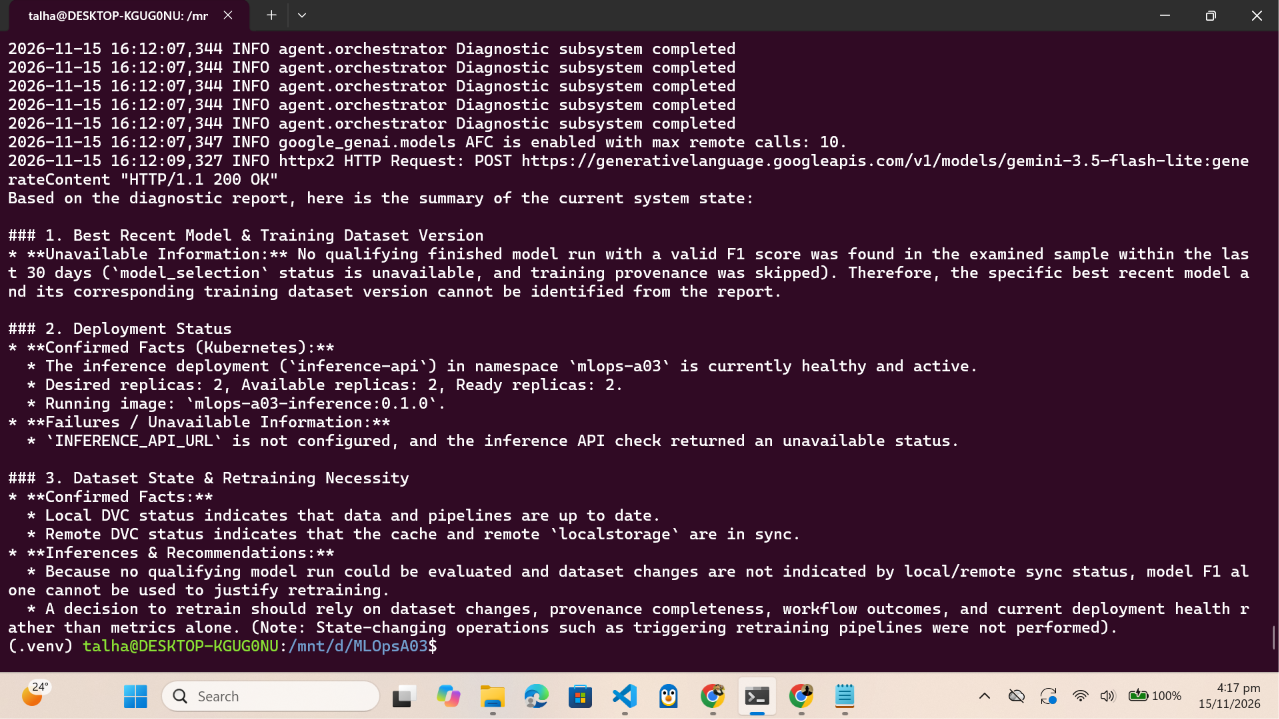 talha@DESKTOP-KGUG0NU: /mr
2026-11-15 16:12:07,344 INFO agent.orchestrator Diagnostic subsystem completed
2026-11-15 16:12:07,344 INFO agent.orchestrator Diagnostic subsystem completed
2026-11-15 16:12:07,344 INFO agent.orchestrator Diagnostic subsystem completed
2026-11-15 16:12:07,344 INFO agent.orchestrator Diagnostic subsystem completed
2026-11-15 16:12:07,344 INFO agent.orchestrator Diagnostic subsystem completed
2026-11-15 16:12:07,347 INFO google_genai.models AFC is enabled with max remote calls: 10.
2026-11-15 16:12:09,327 INFO httpx2 HTTP Request: POST https://generativelanguage.googleapis.com/v1/models/gemini-3.5-flash-lite:gene
rateContent "HTTP/1.1 200 OK"
Based on the diagnostic report, here is the summary of the current system state:
### 1. Best Recent Model & Training Dataset Version
* **Unavailable Information:** No qualifying finished model run with a valid F1 score was found in the examined sample within the las
t 30 days (`model_selection` status is unavailable, and training provenance was skipped). Therefore, the specific best recent model a
nd its corresponding training dataset version cannot be identified from the report.
### 2. Deployment Status
* **Confirmed Facts (Kubernetes):**
  * The inference deployment (`inference-api`) in namespace `mlops-a03` is currently healthy and active.
  * Desired replicas: 2, Available replicas: 2, Ready replicas: 2.
  * Running image: `mlops-a03-inference:0.1.0`.
* **Failures / Unavailable Information:**
  * `INFERENCE_API_URL` is not configured, and the inference API check returned an unavailable status.
### 3. Dataset State & Retraining Necessity
* **Confirmed Facts:**
  * Local DVC status indicates that data and pipelines are up to date.
  * Remote DVC status indicates that the cache and remote `localstorage` are in sync.
* **Inferences & Recommendations:**
  * Because no qualifying model run could be evaluated and dataset changes are not indicated by local/remote sync status, model F1 al
one cannot be used to justify retraining.
  * A decision to retrain should rely on dataset changes, provenance completeness, workflow outcomes, and current deployment health r
ather than metrics alone. (Note: State-changing operations such as triggering retraining pipelines were not performed).
(.venv) talha@DESKTOP-KGUG0NU:/mnt/d/MLOpsA03$
24°
Search
100%
4:17 pm
15/11/2026